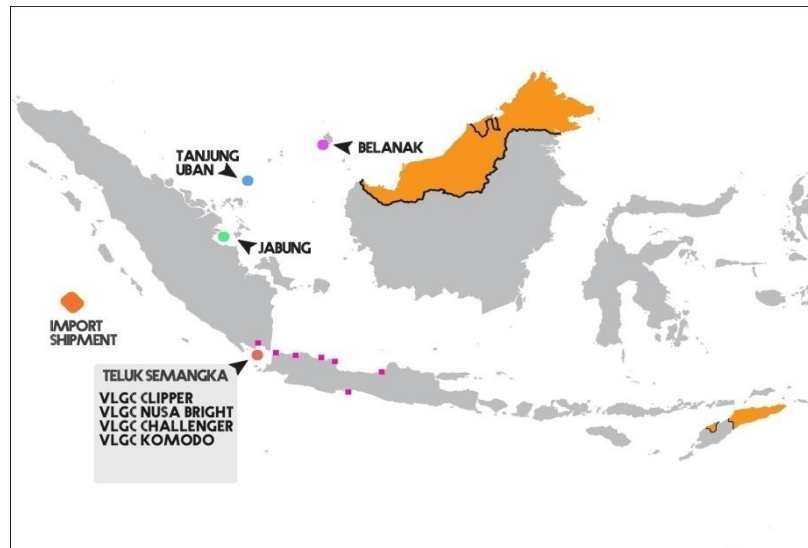 BELANAK
TANJUNG
UBAN
JABUNG
IMPORT
SHIPMENT
TELUK SEMANGKA
VLGC CLIPPER
VLGC NUSA BRIGHT
VLGC CHALLENGER
VLGC KOMODO